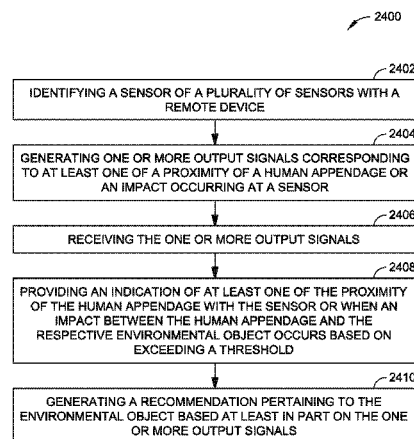 2400
2402
IDENTIFYING A SENSOR OF A PLURALITY OF SENSORS WITH A
REMOTE DEVICE
2404
GENERATING ONE OR MORE OUTPUT SIGNALS CORRESPONDING
TO AT LEAST ONE OF A PROXIMITY OF A HUMAN APPENDAGE OR
AN IMPACT OCCURRING AT A SENSOR
2406
RECEIVING THE ONE OR MORE OUTPUT SIGNALS
2408
PROVIDING AN INDICATION OF AT LEAST ONE OF THE PROXIMITY
OF THE HUMAN APPENDAGE WITH THE SENSOR OR WHEN AN
IMPACT BETWEEN THE HUMAN APPENDAGE AND THE
RESPECTIVE ENVIRONMENTAL OBJECT OCCURS BASED ON
EXCEEDING A THRESHOLD
2410
GENERATING A RECOMMENDATION PERTAINING TO THE
ENVIRONMENTAL OBJECT BASED AT LEAST IN PART ON THE ONE
OR MORE OUTPUT SIGNALS